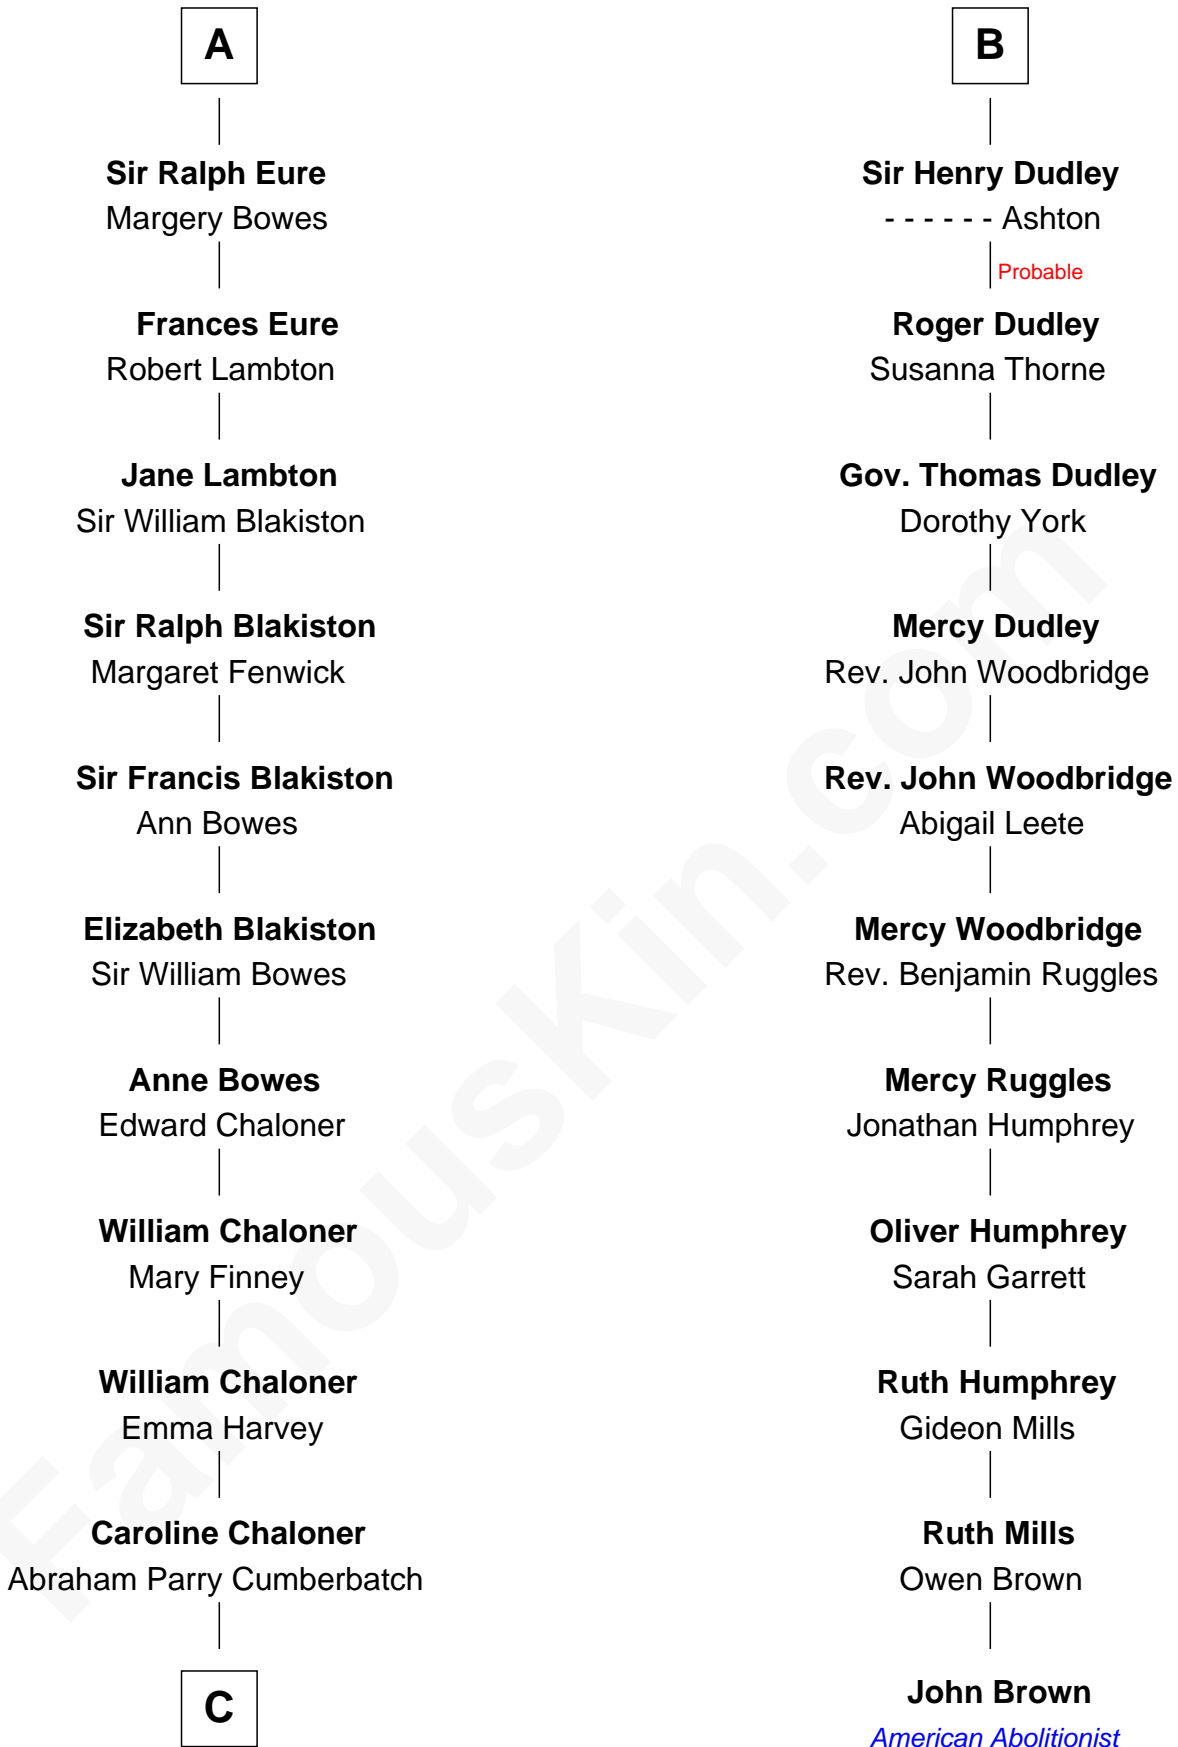 A
Sir Ralph Eure
Margery Bowes
Frances Eure
Robert Lambton
Jane Lambton
Sir William Blakiston
Sir Ralph Blakiston
Margaret Fenwick
Sir Francis Blakiston
Ann Bowes
Elizabeth Blakiston
Sir William Bowes
Anne Bowes
Edward Chaloner
William Chaloner
Mary Finney
William Chaloner
Emma Harvey
Caroline Chaloner
Abraham Parry Cumberbatch
C
B
Sir Henry Dudley
- - - - - - Ashton
Probable
Roger Dudley
Susanna Thorne
Gov. Thomas Dudley
Dorothy York
Mercy Dudley
Rev. John Woodbridge
Rev. John Woodbridge
Abigail Leete
Mercy Woodbridge
Rev. Benjamin Ruggles
Mercy Ruggles
Jonathan Humphrey
Oliver Humphrey
Sarah Garrett
Ruth Humphrey
Gideon Mills
Ruth Mills
Owen Brown
John Brown
American Abolitionist
FamousKin.com